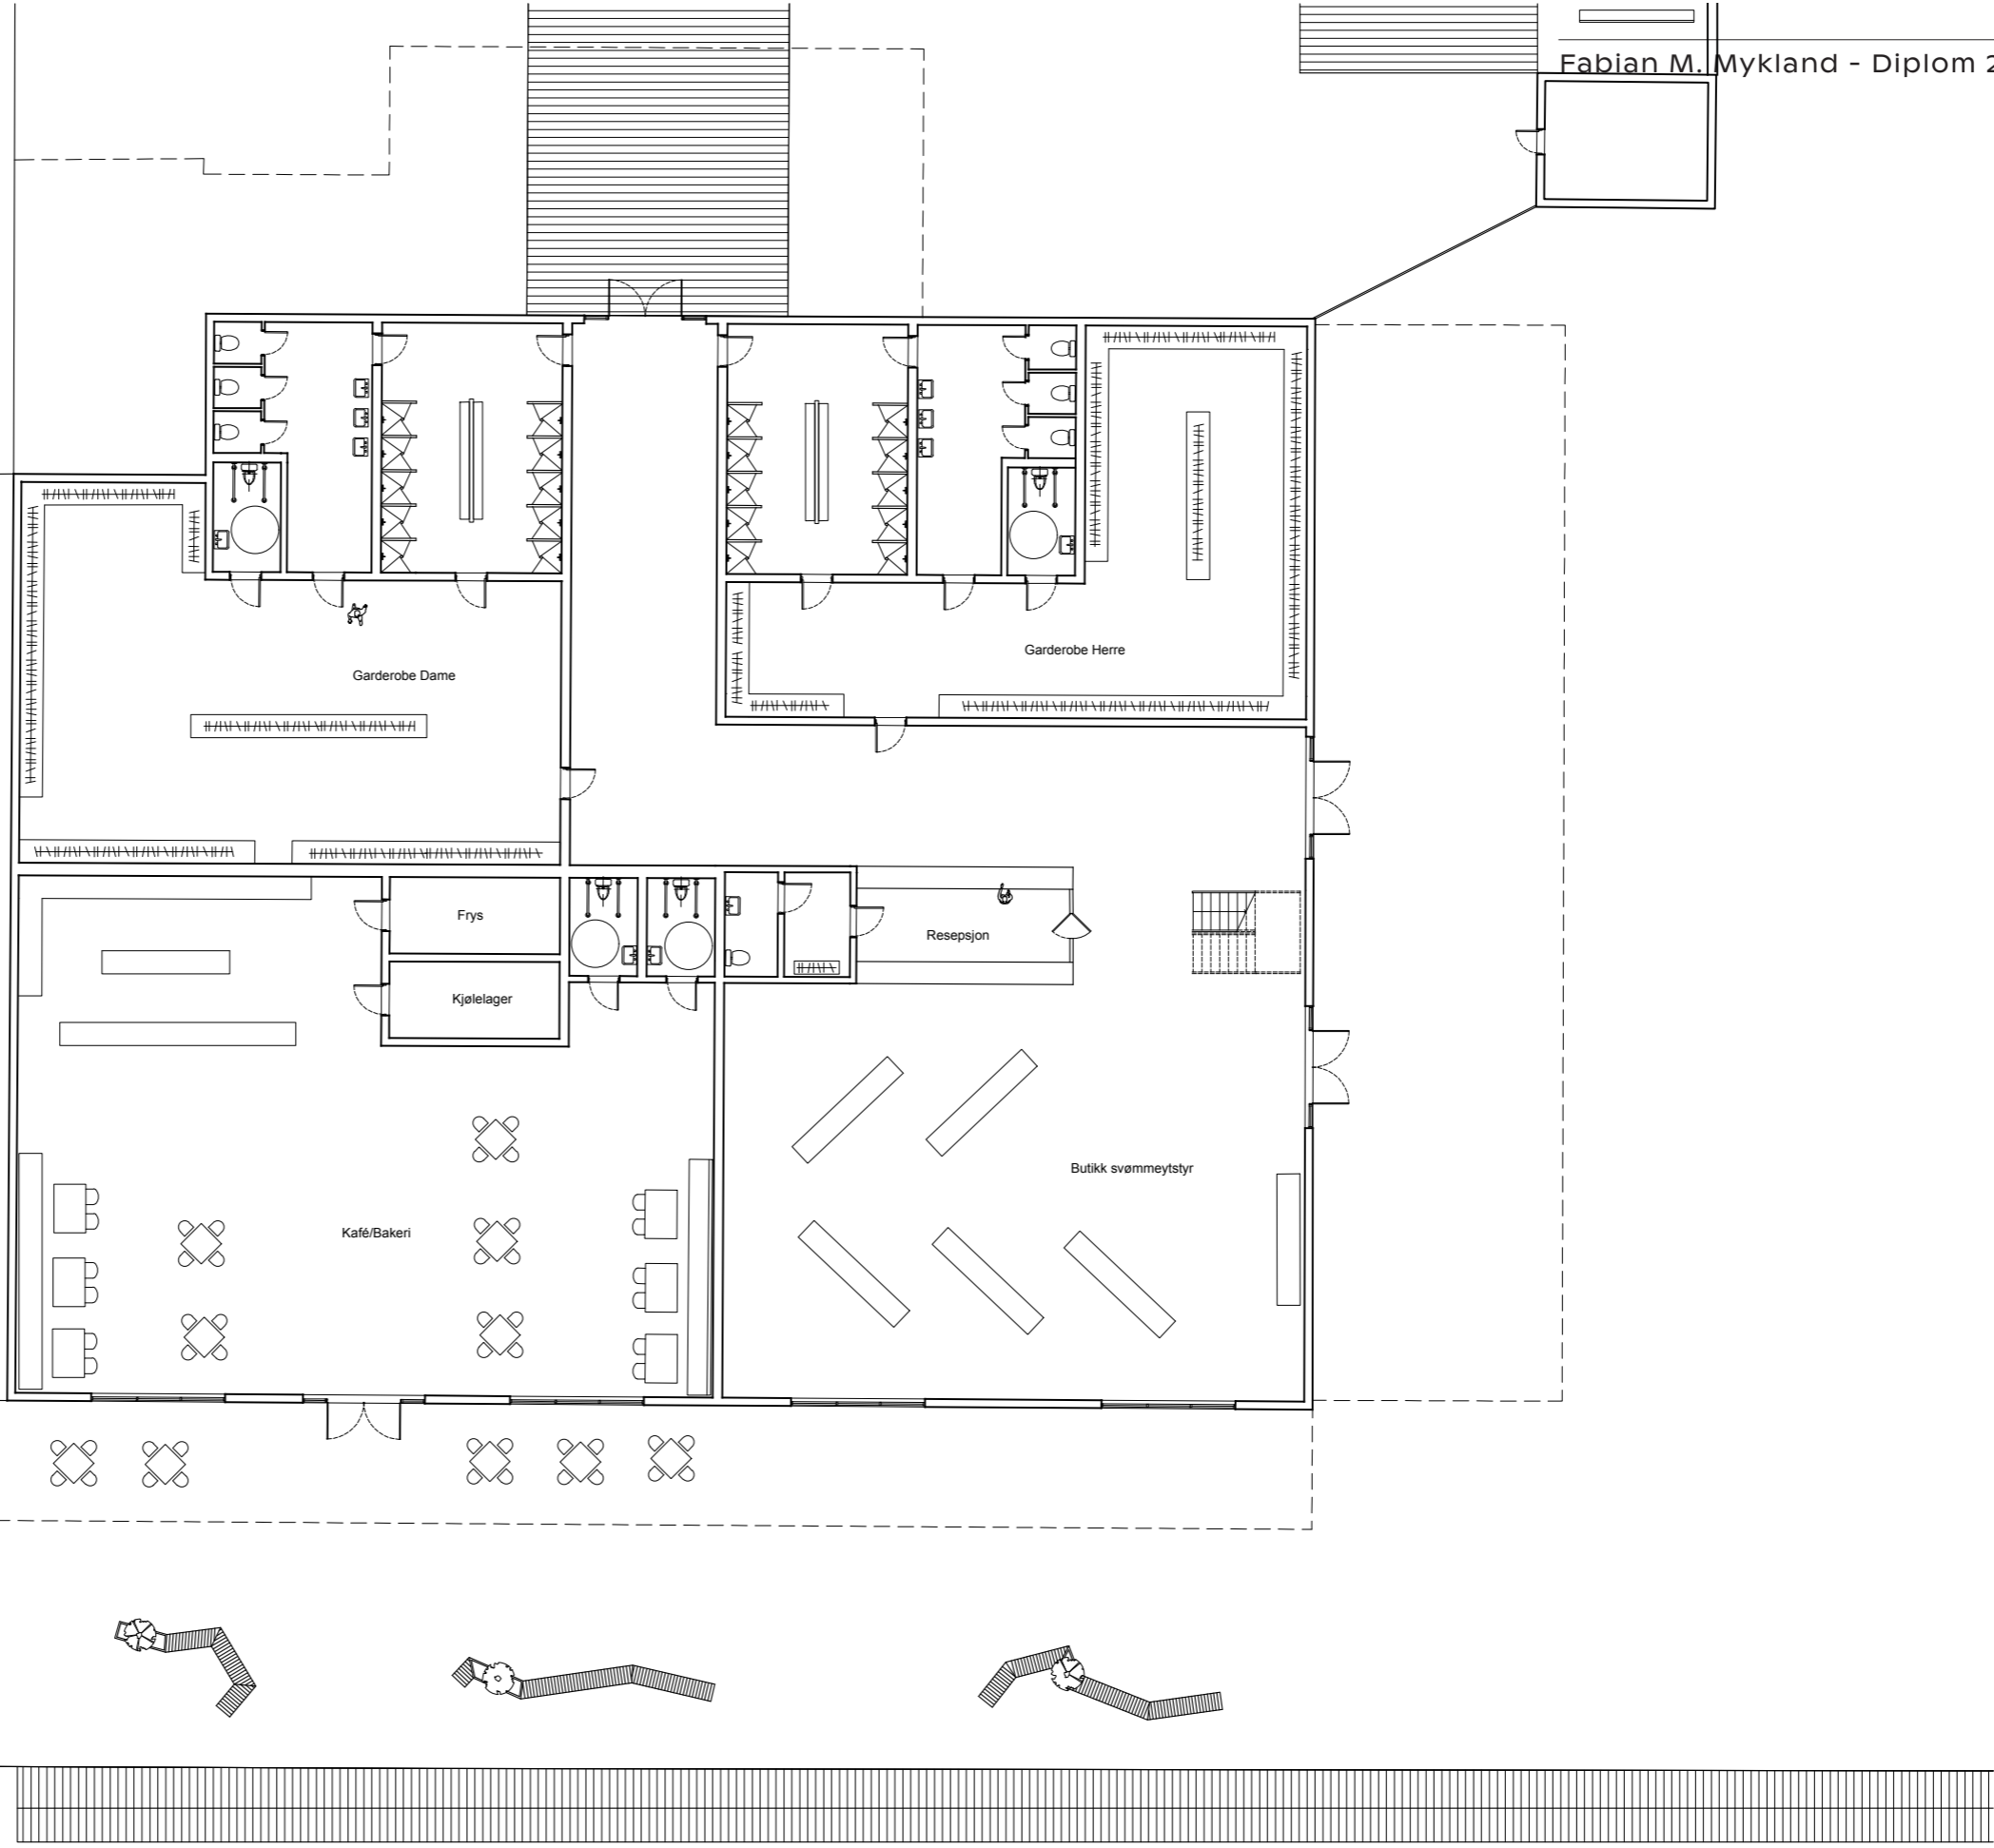 Fabian M. Mykland - Diplom 2
Garderobe Herre
Garderobe Dame
Frys
Resepsjon
Kjølelager
Butikk svømmeytstyr
Kafé/Bakeri